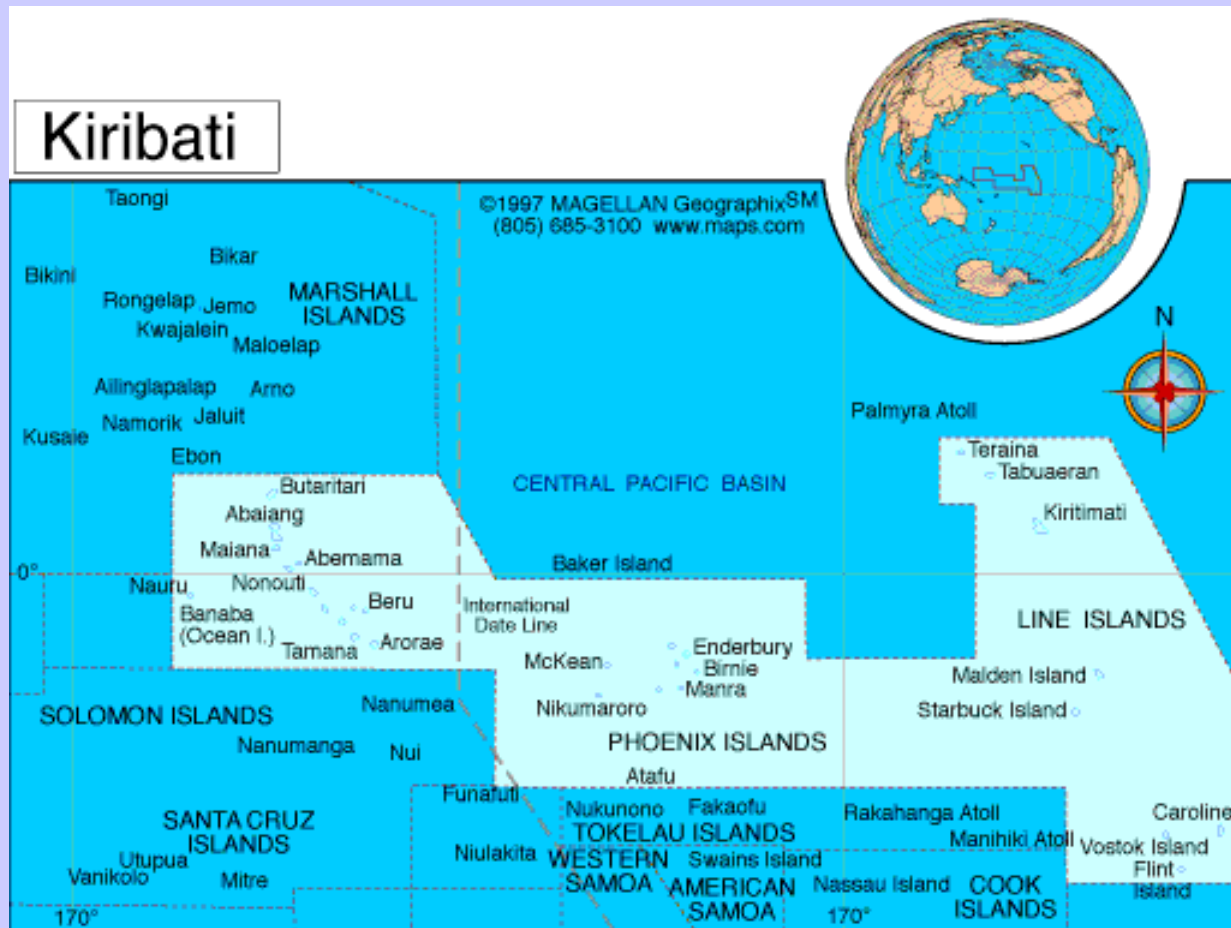 Kiribati
Taongi
©1997 MAGELLAN GeographixSM
(805) 685-3100 www.maps.com
Bikar
Bikini
MARSHALL
ISLANDS
Rongelap
Jemo
Kwajalein
Maloelap
N
Ailinglapalap
Arno
Namorik
Jaluit
Palmyra Atoll
Kusaie
Ebon
Teraina
Tabuaeran
CENTRAL PACIFIC BASIN
Butaritari
Abaiang
Kiritimati
Maiana
Abemama
Baker Island
0°
Nauru
Nonouti
Beru
International
Date Line
Banaba
(Ocean I.)
Tamana
Arorae
LINE ISLANDS
Enderbury
McKean
Birnie
Manra
Malden Island
Nikumaroro
Starbuck Island
SOLOMON ISLANDS
Nanumea
Nanumanga
Nui
PHOENIX ISLANDS
Atafu
Funafuti
Nukunono
Fakaofu
Rakahanga Atoll
Caroline
SANTA CRUZ
ISLANDS
TOKELAU ISLANDS
Manihiki Atoll
Vostok Island
Utupua
Niulakita
WESTERN
SAMOA
Swains Island
Flint
Island
Vanikolo
Mitre
AMERICAN
SAMOA
Nassau Island
COOK
ISLANDS
170°
170°